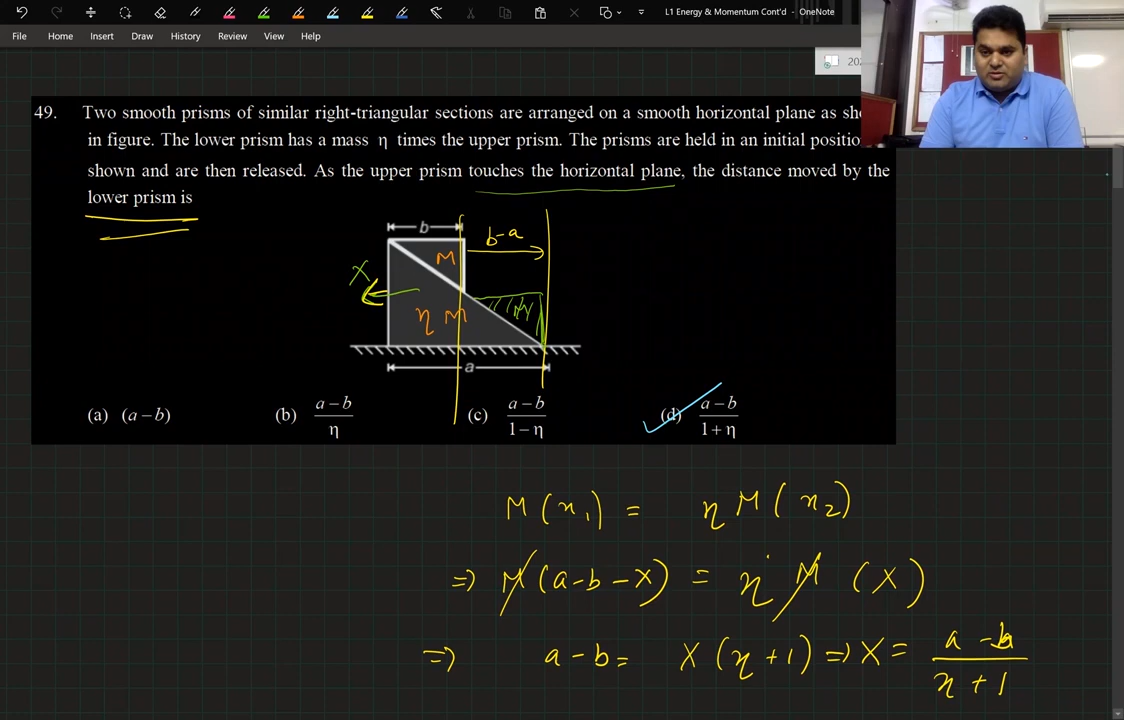 L1 Energy & Momentum Cont'd - OneNote
File Home Insert Draw History Review View Help
49. Two smooth prisms of similar right-triangular sections are arranged on a smooth horizontal plane as
in figure. The lower prism has a mass η times the upper prism. The prisms are held in an initial
shown and are then released. As the upper prism touches the horizontal plane, the distance moved by the
lower prism is
b
b-a
M
X
η M
a
(a) (a – b) (b) a – b / η (c) a – b / 1 – η (d) a – b / 1 + η
M (x₁) = η M (x₂)
⇒ M (a-b-x) = η M (x)
⇒ a-b = X (η+1) ⇒ X = a-b / η+1